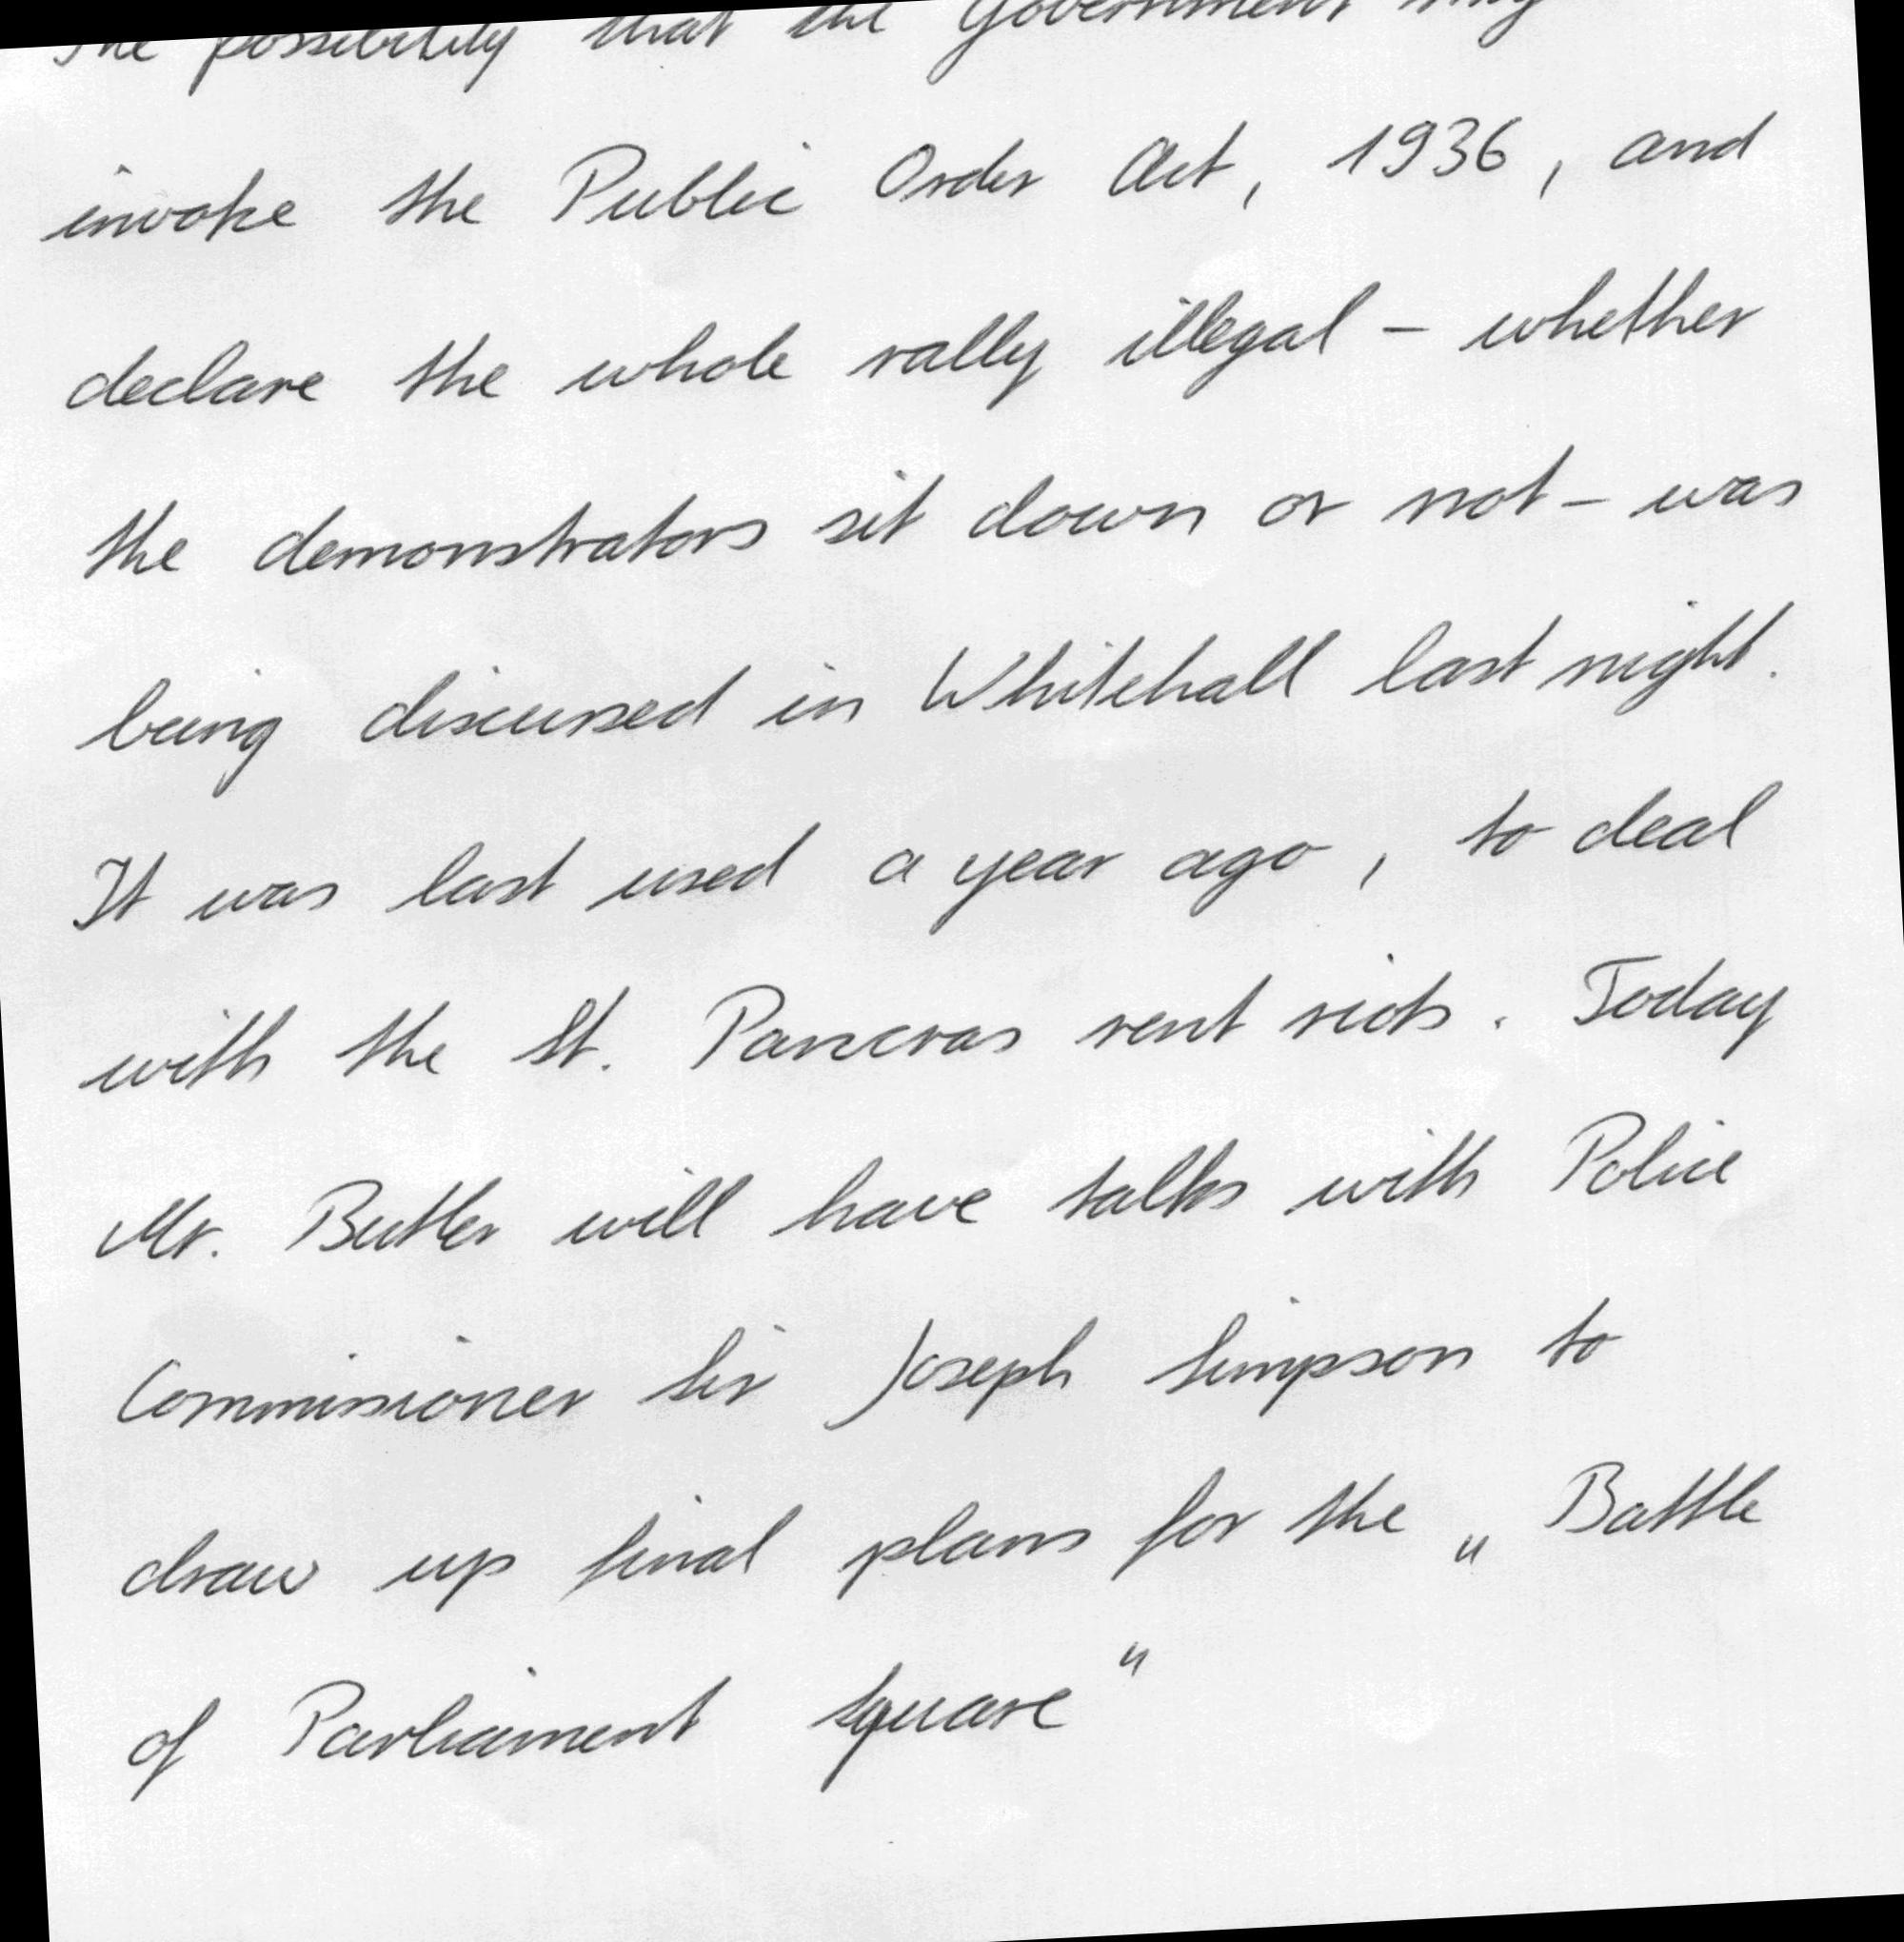 The possibility that the Government may
invoke the Public Order Act, 1936, and
declare the whole rally illegal - whether
the demonstrators sit down or not - was
being discussed in Whitehall last night.
It was last used a year ago, to deal
with the St. Pancras rent riots. Today
Mr. Butler will have talks with Police
Commissioner Sir Joseph Simpson to
draw up final plans for the „Battle
of Parliament Square"